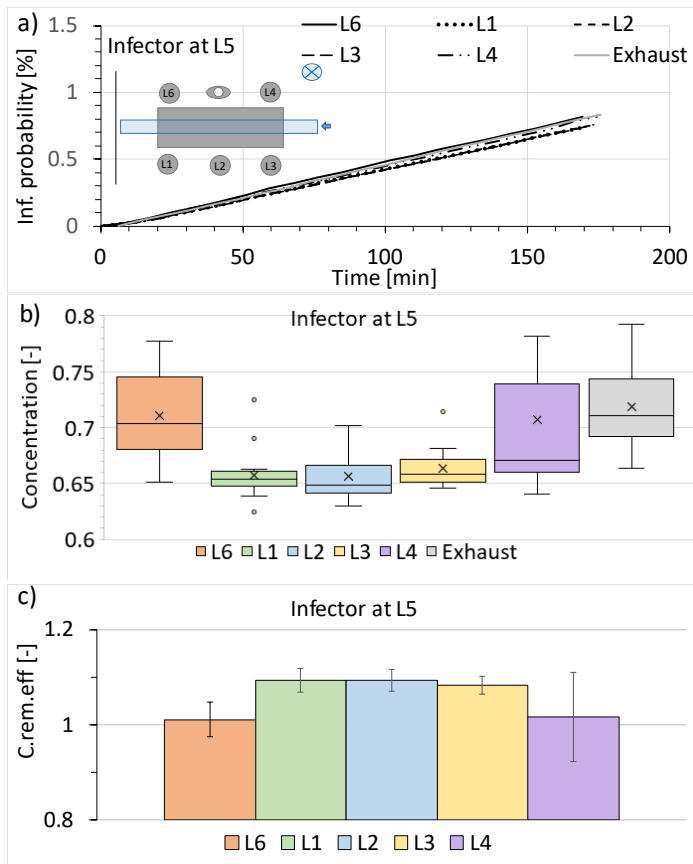 a)
Infector at L5
L6 L1 L2
L3 L4 Exhaust
Inf. probability [%]
1.5
1
0.5
0
L6 L4
L1 L2 L3
0 50 100 150 200
Time [min]
b)
Infector at L5
Concentration [-]
0.8
0.75
0.7
0.65
0.6
L6 L1 L2 L3 L4 Exhaust
c)
Infector at L5
C.rem.eff [-]
1.2
1
0.8
L6 L1 L2 L3 L4